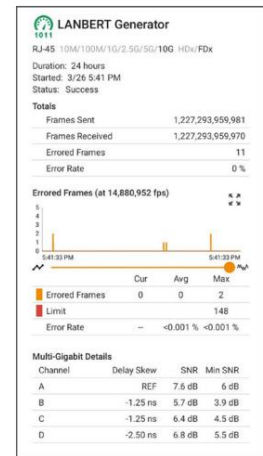 1011
LANBERT Generator
RJ-45 10M/100M/1G/2.5G/5G/10G HDx/FDx
Duration: 24 hours
Started: 3/26 5:41 PM
Status: Success
Totals
Frames Sent 1,227,293,959,981
Frames Received 1,227,293,959,970
Errored Frames 11
Error Rate 0 %
Errored Frames (at 14,880,952 fps)
5
4
3
2
1
5:41:33 PM 5:41:33 PM
Cur Avg Max
Errored Frames 0 0 2
Limit 148
Error Rate -- <0.001 % <0.001 %
Multi-Gigabit Details
Channel Delay Skew SNR Min SNR
A REF 7.6 dB 6 dB
B -1.25 ns 5.7 dB 3.9 dB
C -1.25 ns 6.4 dB 4.5 dB
D -2.50 ns 6.8 dB 5.5 dB